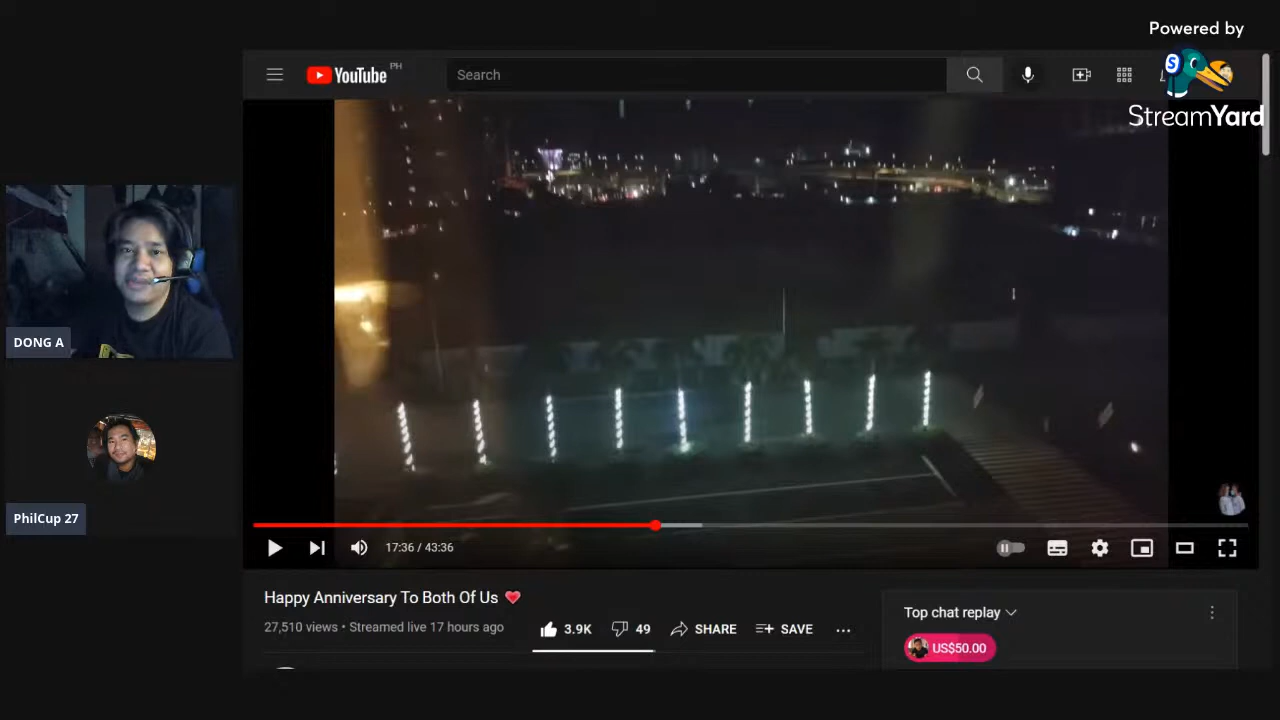 Powered by
StreamYard
YouTube PH
Search
DONG A
PhilCup 27
17:36 / 43:36
Happy Anniversary To Both Of Us ❤
27,510 views • Streamed live 17 hours ago
3.9K
49
SHARE
SAVE
Top chat replay
US$50.00